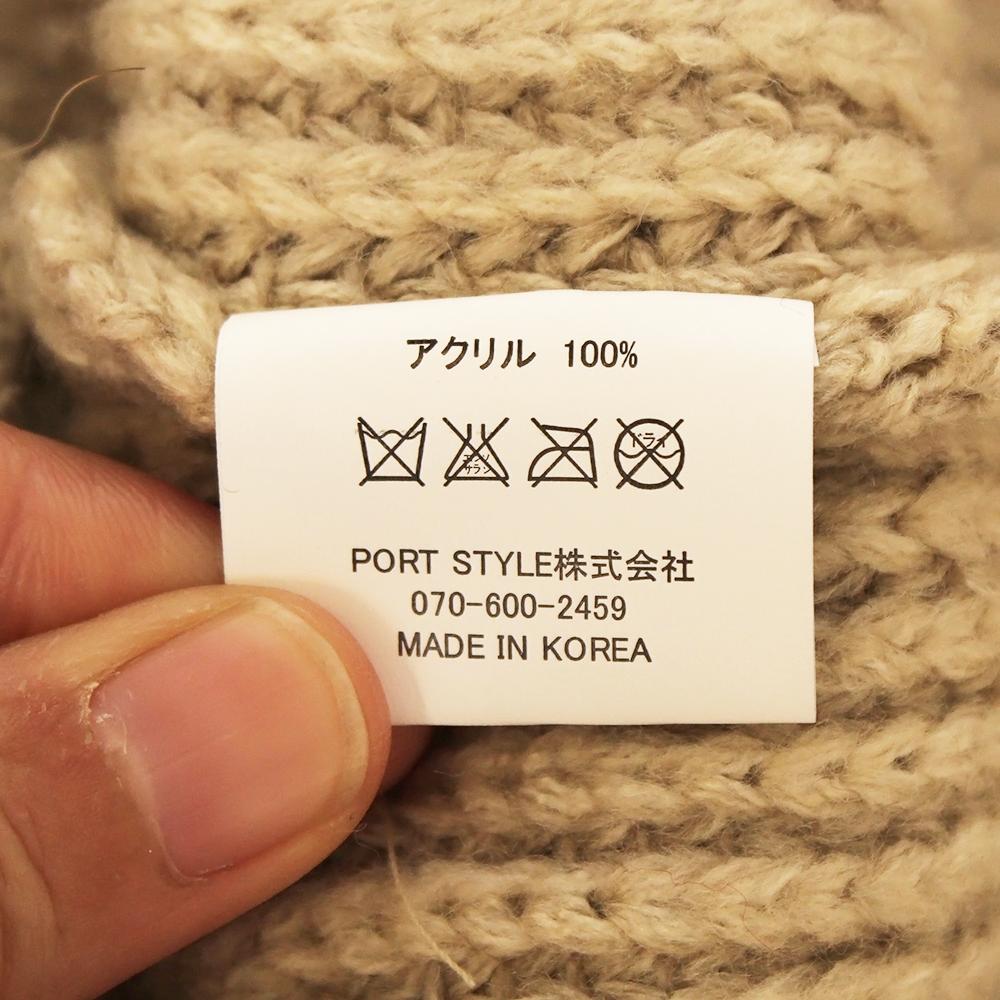 アクリル 100%
エンソ
サラシ
ドライ
PORT STYLE株式会社
070-600-2459
MADE IN KOREA